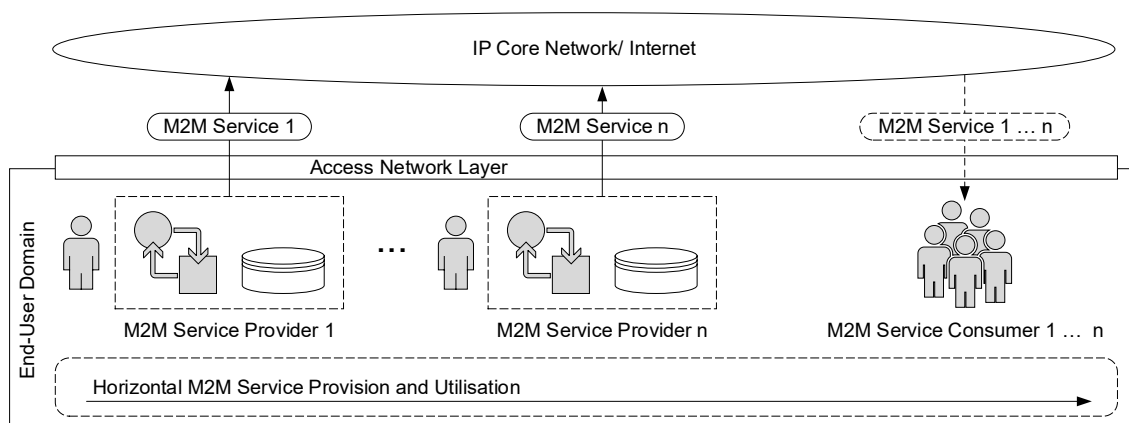 IP Core Network/ Internet
M2M Service 1
M2M Service n
M2M Service 1 … n
Access Network Layer
End-User Domain
...
M2M Service Provider 1
M2M Service Provider n
M2M Service Consumer 1 … n
Horizontal M2M Service Provision and Utilisation